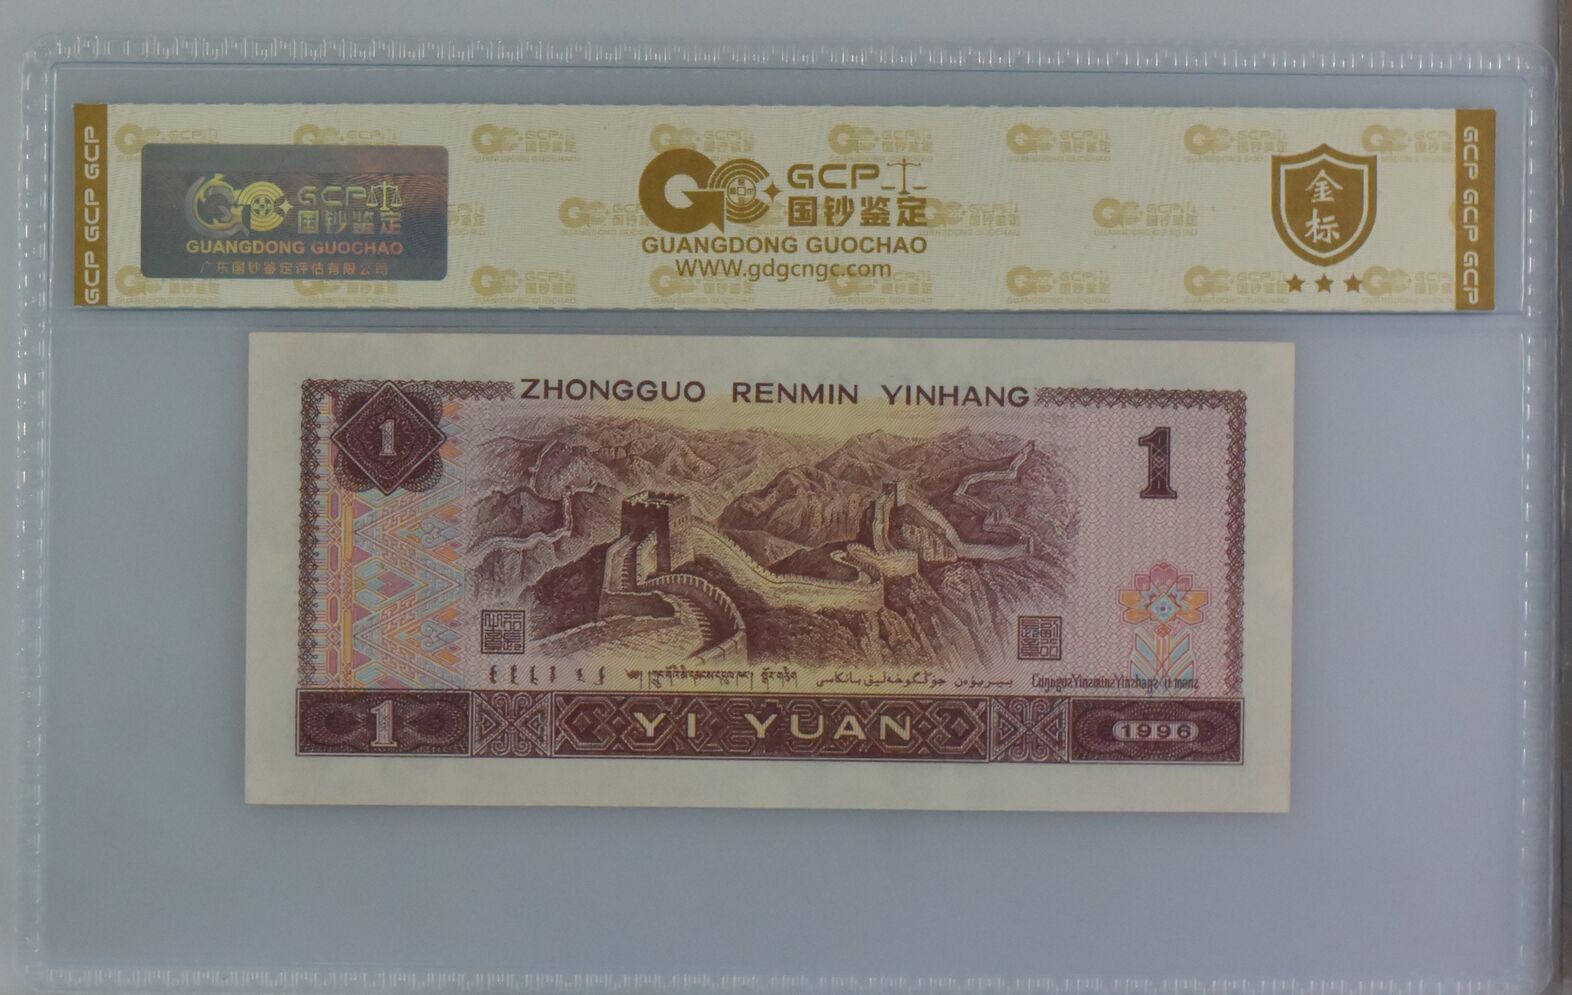 GCP GCP GCP
GCP
国钞鉴定
GUANGDONG GUOCHAO
广东国钞鉴定评估有限公司
GCP
国钞鉴定
GUANGDONG GUOCHAO
WWW.gdgcngc.com
金
标
GCP GCP GCP
ZHONGGUO RENMIN YINHANG
1
1
1
YI YUAN
1996